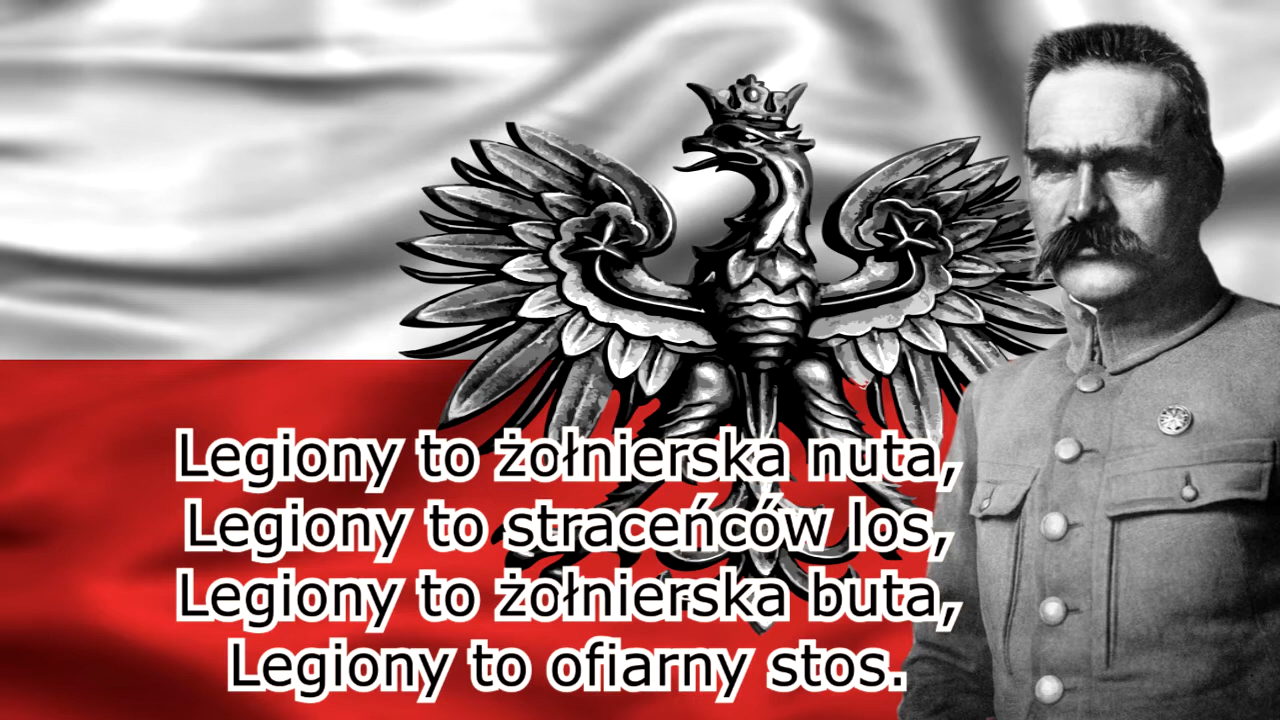 Legiony to żołnierska nuta,
Legiony to straceńców los,
Legiony to żołnierska buta,
Legiony to ofiarny stos.